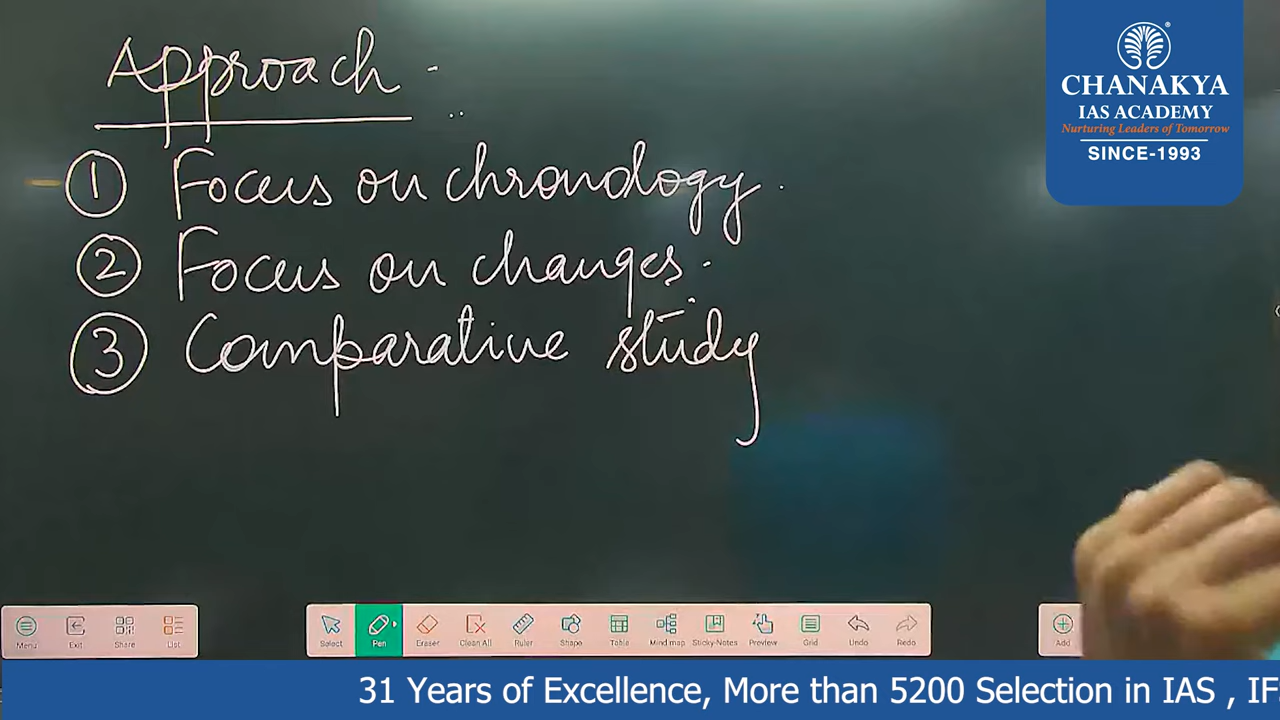 Approach :-
① Focus on chronology.
② Focus on changes.
③ Comparative study
CHANAKYA
IAS ACADEMY
Nurturing Leaders of Tomorrow
SINCE-1993
Menu Exit Share List Select Pen Eraser Clean All Ruler Shape Table Mind map Sticky-Notes Preview Grid Undo Redo Add
31 Years of Excellence, More than 5200 Selection in IAS , IF